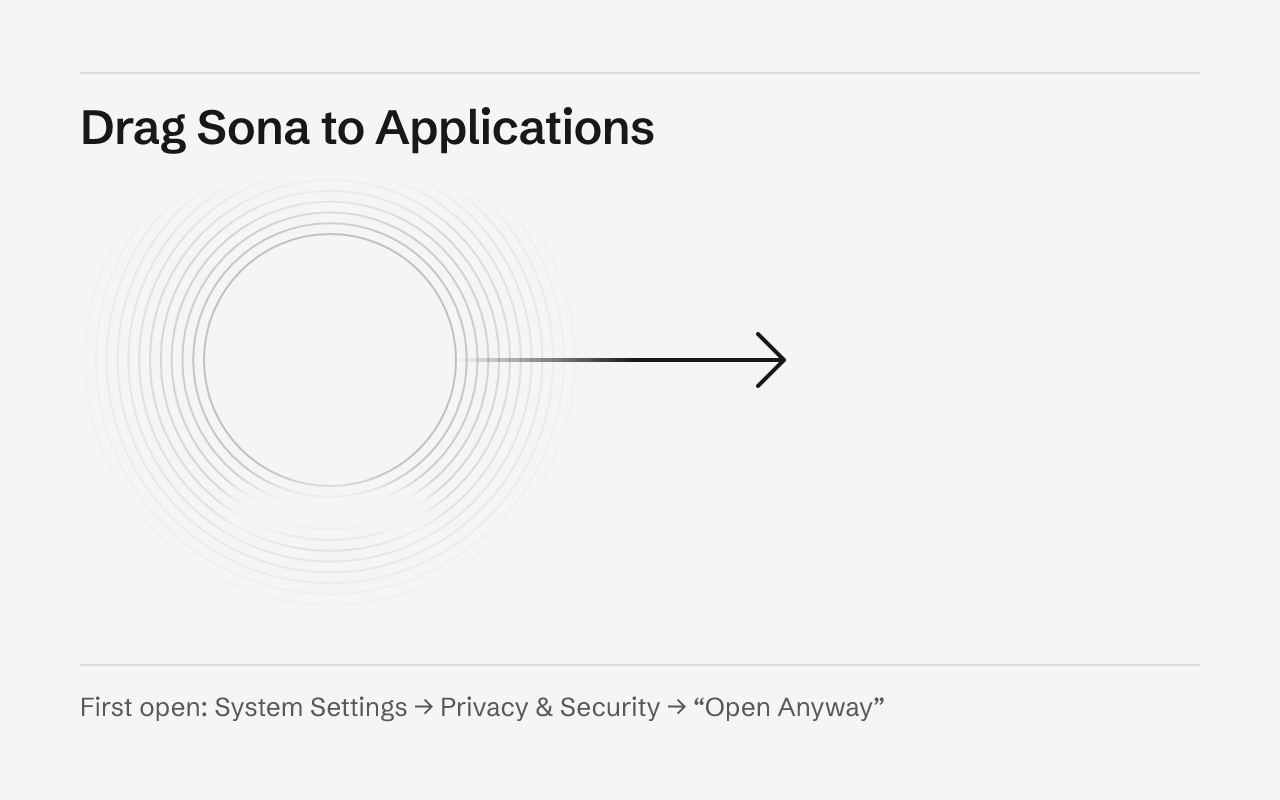 Drag Sona to Applications
First open: System Settings → Privacy & Security → “Open Anyway”